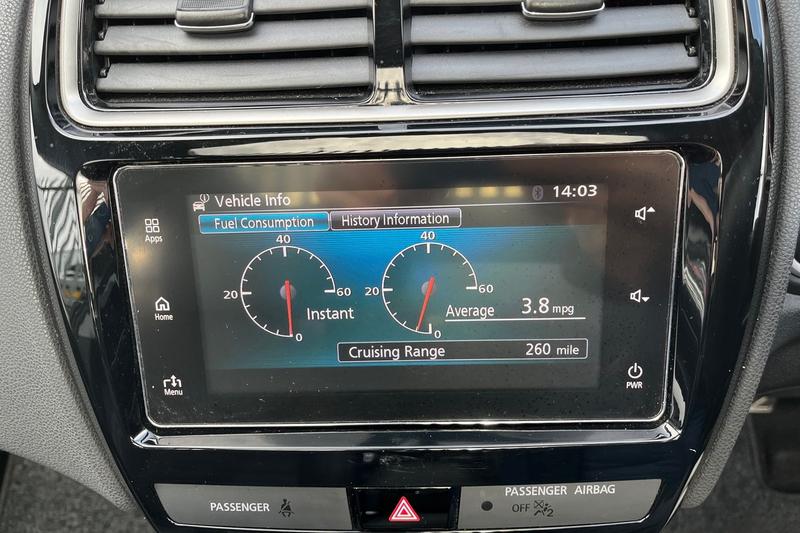 Vehicle Info 14:03
Fuel Consumption History Information
Apps
40 40
20 60 20 60
Instant Average 3.8 mpg
0 0
Home
Cruising Range 260 mile
Menu PWR
PASSENGER PASSENGER AIRBAG
OFF 2